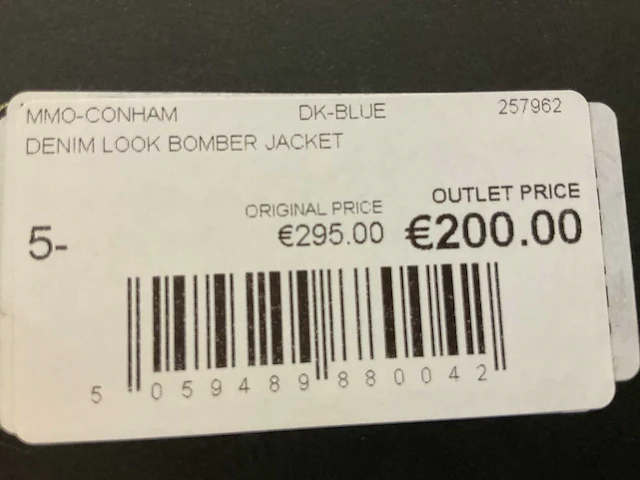 MMO-CONHAM DK-BLUE 257962
DENIM LOOK BOMBER JACKET
ORIGINAL PRICE OUTLET PRICE
5- €295.00 €200.00
5 059489 880042